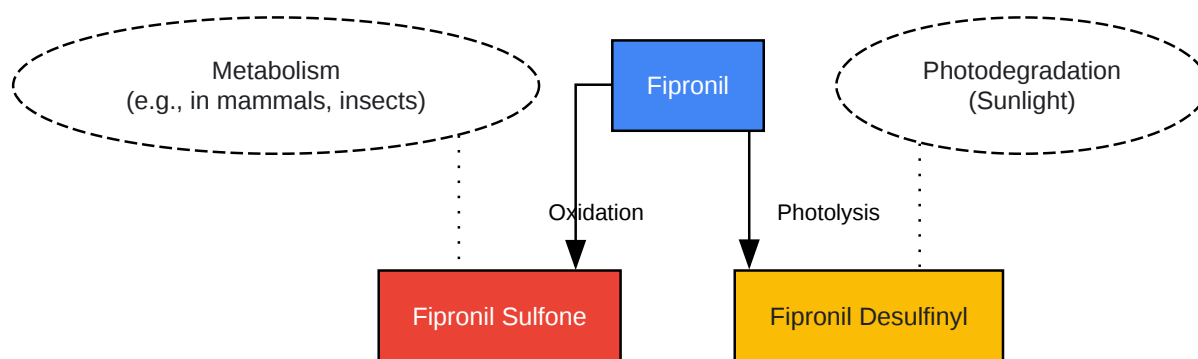 Metabolism
(e.g., in mammals, insects)
Fipronil
Photodegradation
(Sunlight)
Oxidation
Photolysis
Fipronil Sulfone
Fipronil Desulfinyl